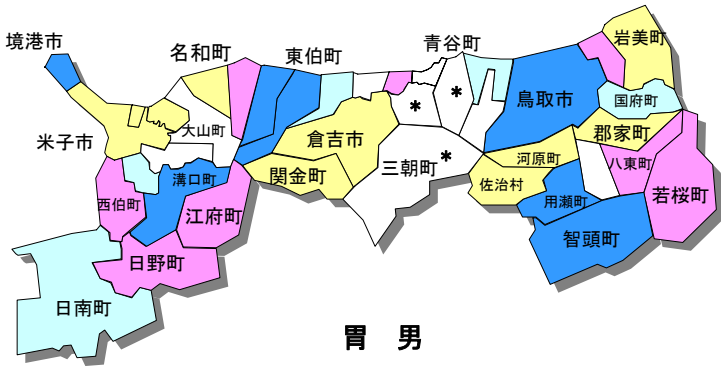 境港市
名和町
東伯町
青谷町
岩美町
米子市
大山町
鳥取市
国府町
倉吉市
郡家町
関金町
三朝町*
*
*
河原町
八東町
西伯町
溝口町
江府町
佐治村
用瀬町
若桜町
智頭町
日野町
日南町
胃 男